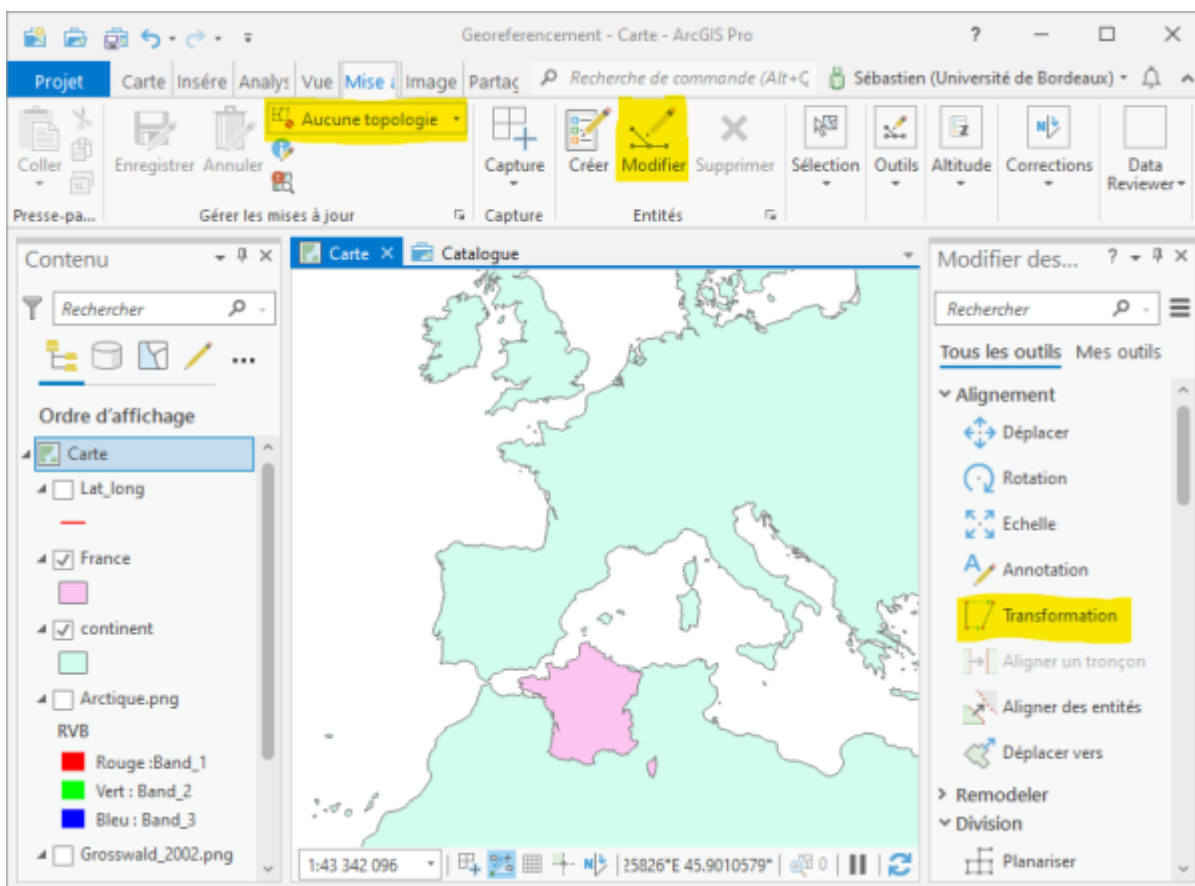 Georeferencement - Carte - ArcGIS Pro ?
Projet Carte Insére Analys Vue Mise à Image Partag Recherche de commande (Alt+Q Sébastien (Université de Bordeaux)
Aucune topologie
Coller Enregistrer Annuler Capture Créer Modifier Supprimer Sélection Outils Altitude Corrections Data Reviewer
Presse-pa... Gérer les mises à jour Capture Entités
Contenu
Rechercher
Ordre d'affichage
Carte
Lat_long
France
continent
Arctique.png
RVB
Rouge :Band_1
Vert : Band_2
Bleu : Band_3
Grosswald_2002.png
Carte Catalogue
1:43 342 096 25826°E 45.9010579° 0
Modifier des... ?
Rechercher
Tous les outils Mes outils
Alignement
Déplacer
Rotation
Echelle
Annotation
Transformation
Aligner un tronçon
Aligner des entités
Déplacer vers
Remodeler
Division
Planariser